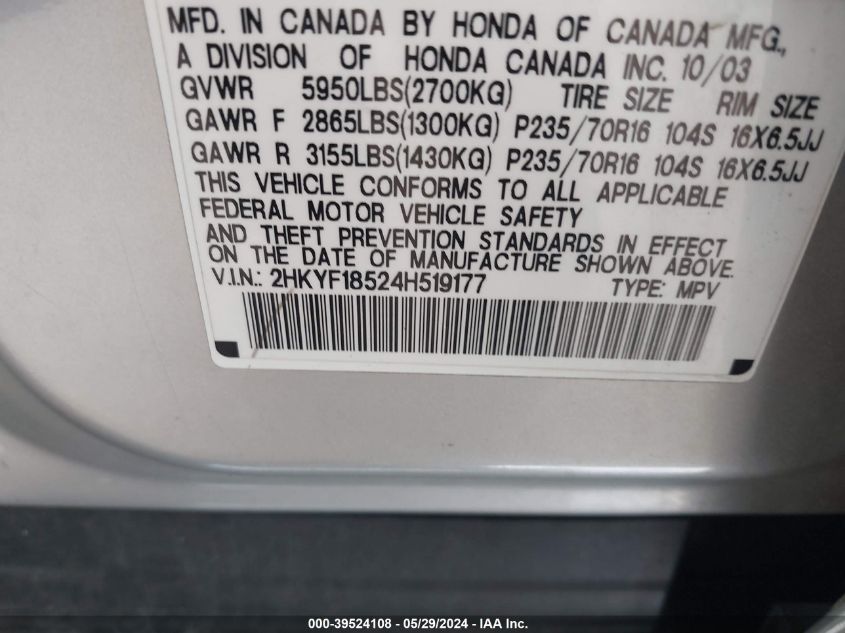 MFD. IN CANADA BY HONDA OF CANADA MFG.,
A DIVISION OF HONDA CANADA INC. 10/03
GVWR 5950LBS(2700KG) TIRE SIZE RIM SIZE
GAWR F 2865LBS(1300KG) P235/70R16 104S 16X6.5JJ
GAWR R 3155LBS(1430KG) P235/70R16 104S 16X6.5JJ
THIS VEHICLE CONFORMS TO ALL APPLICABLE
FEDERAL MOTOR VEHICLE SAFETY
AND THEFT PREVENTION STANDARDS IN EFFECT
ON THE DATE OF MANUFACTURE SHOWN ABOVE.
V.I.N.: 2HKYF18524H519177 TYPE: MPV
000-39524108 - 05/29/2024 - IAA Inc.